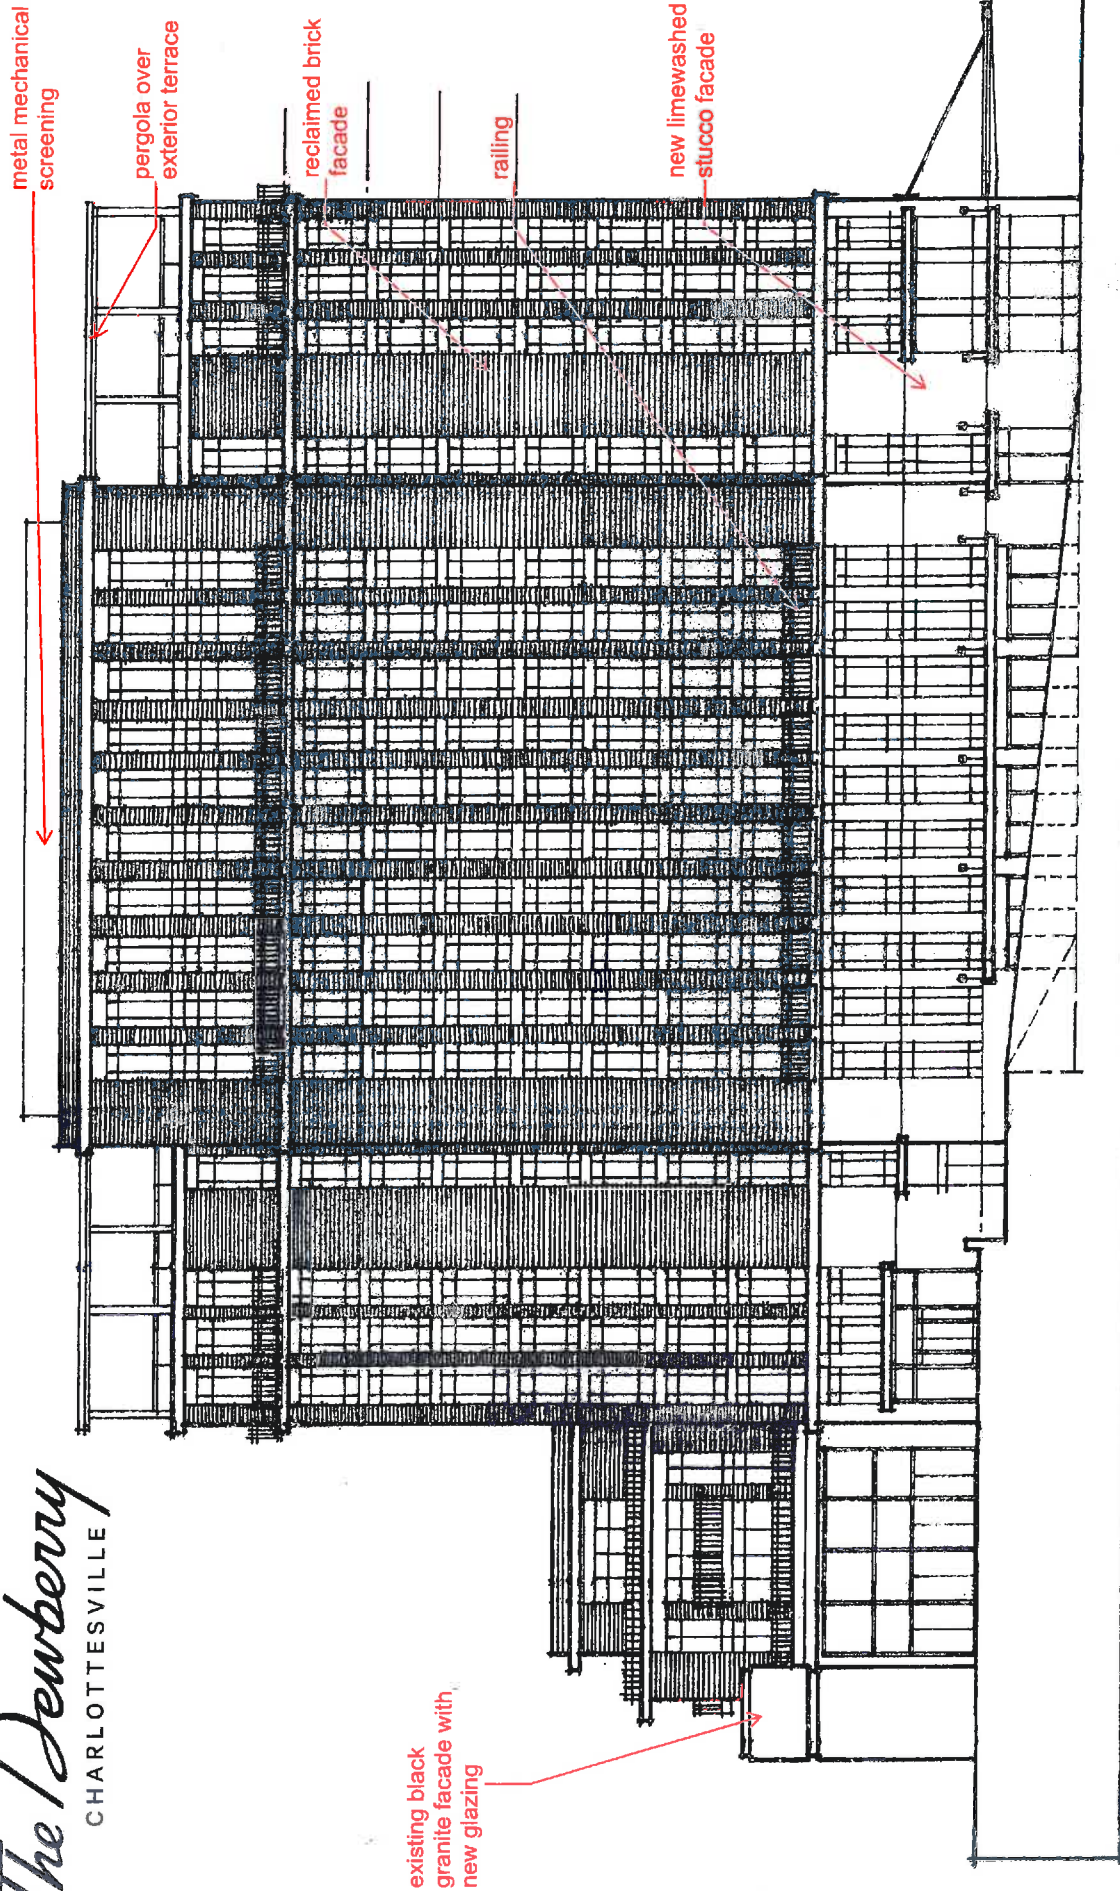 The Dewberry
CHARLOTTESVILLE
metal mechanical
screening
pergola over
exterior terrace
reclaimed brick
facade
railing
new limewashed
stucco facade
existing black
granite facade with
new glazing